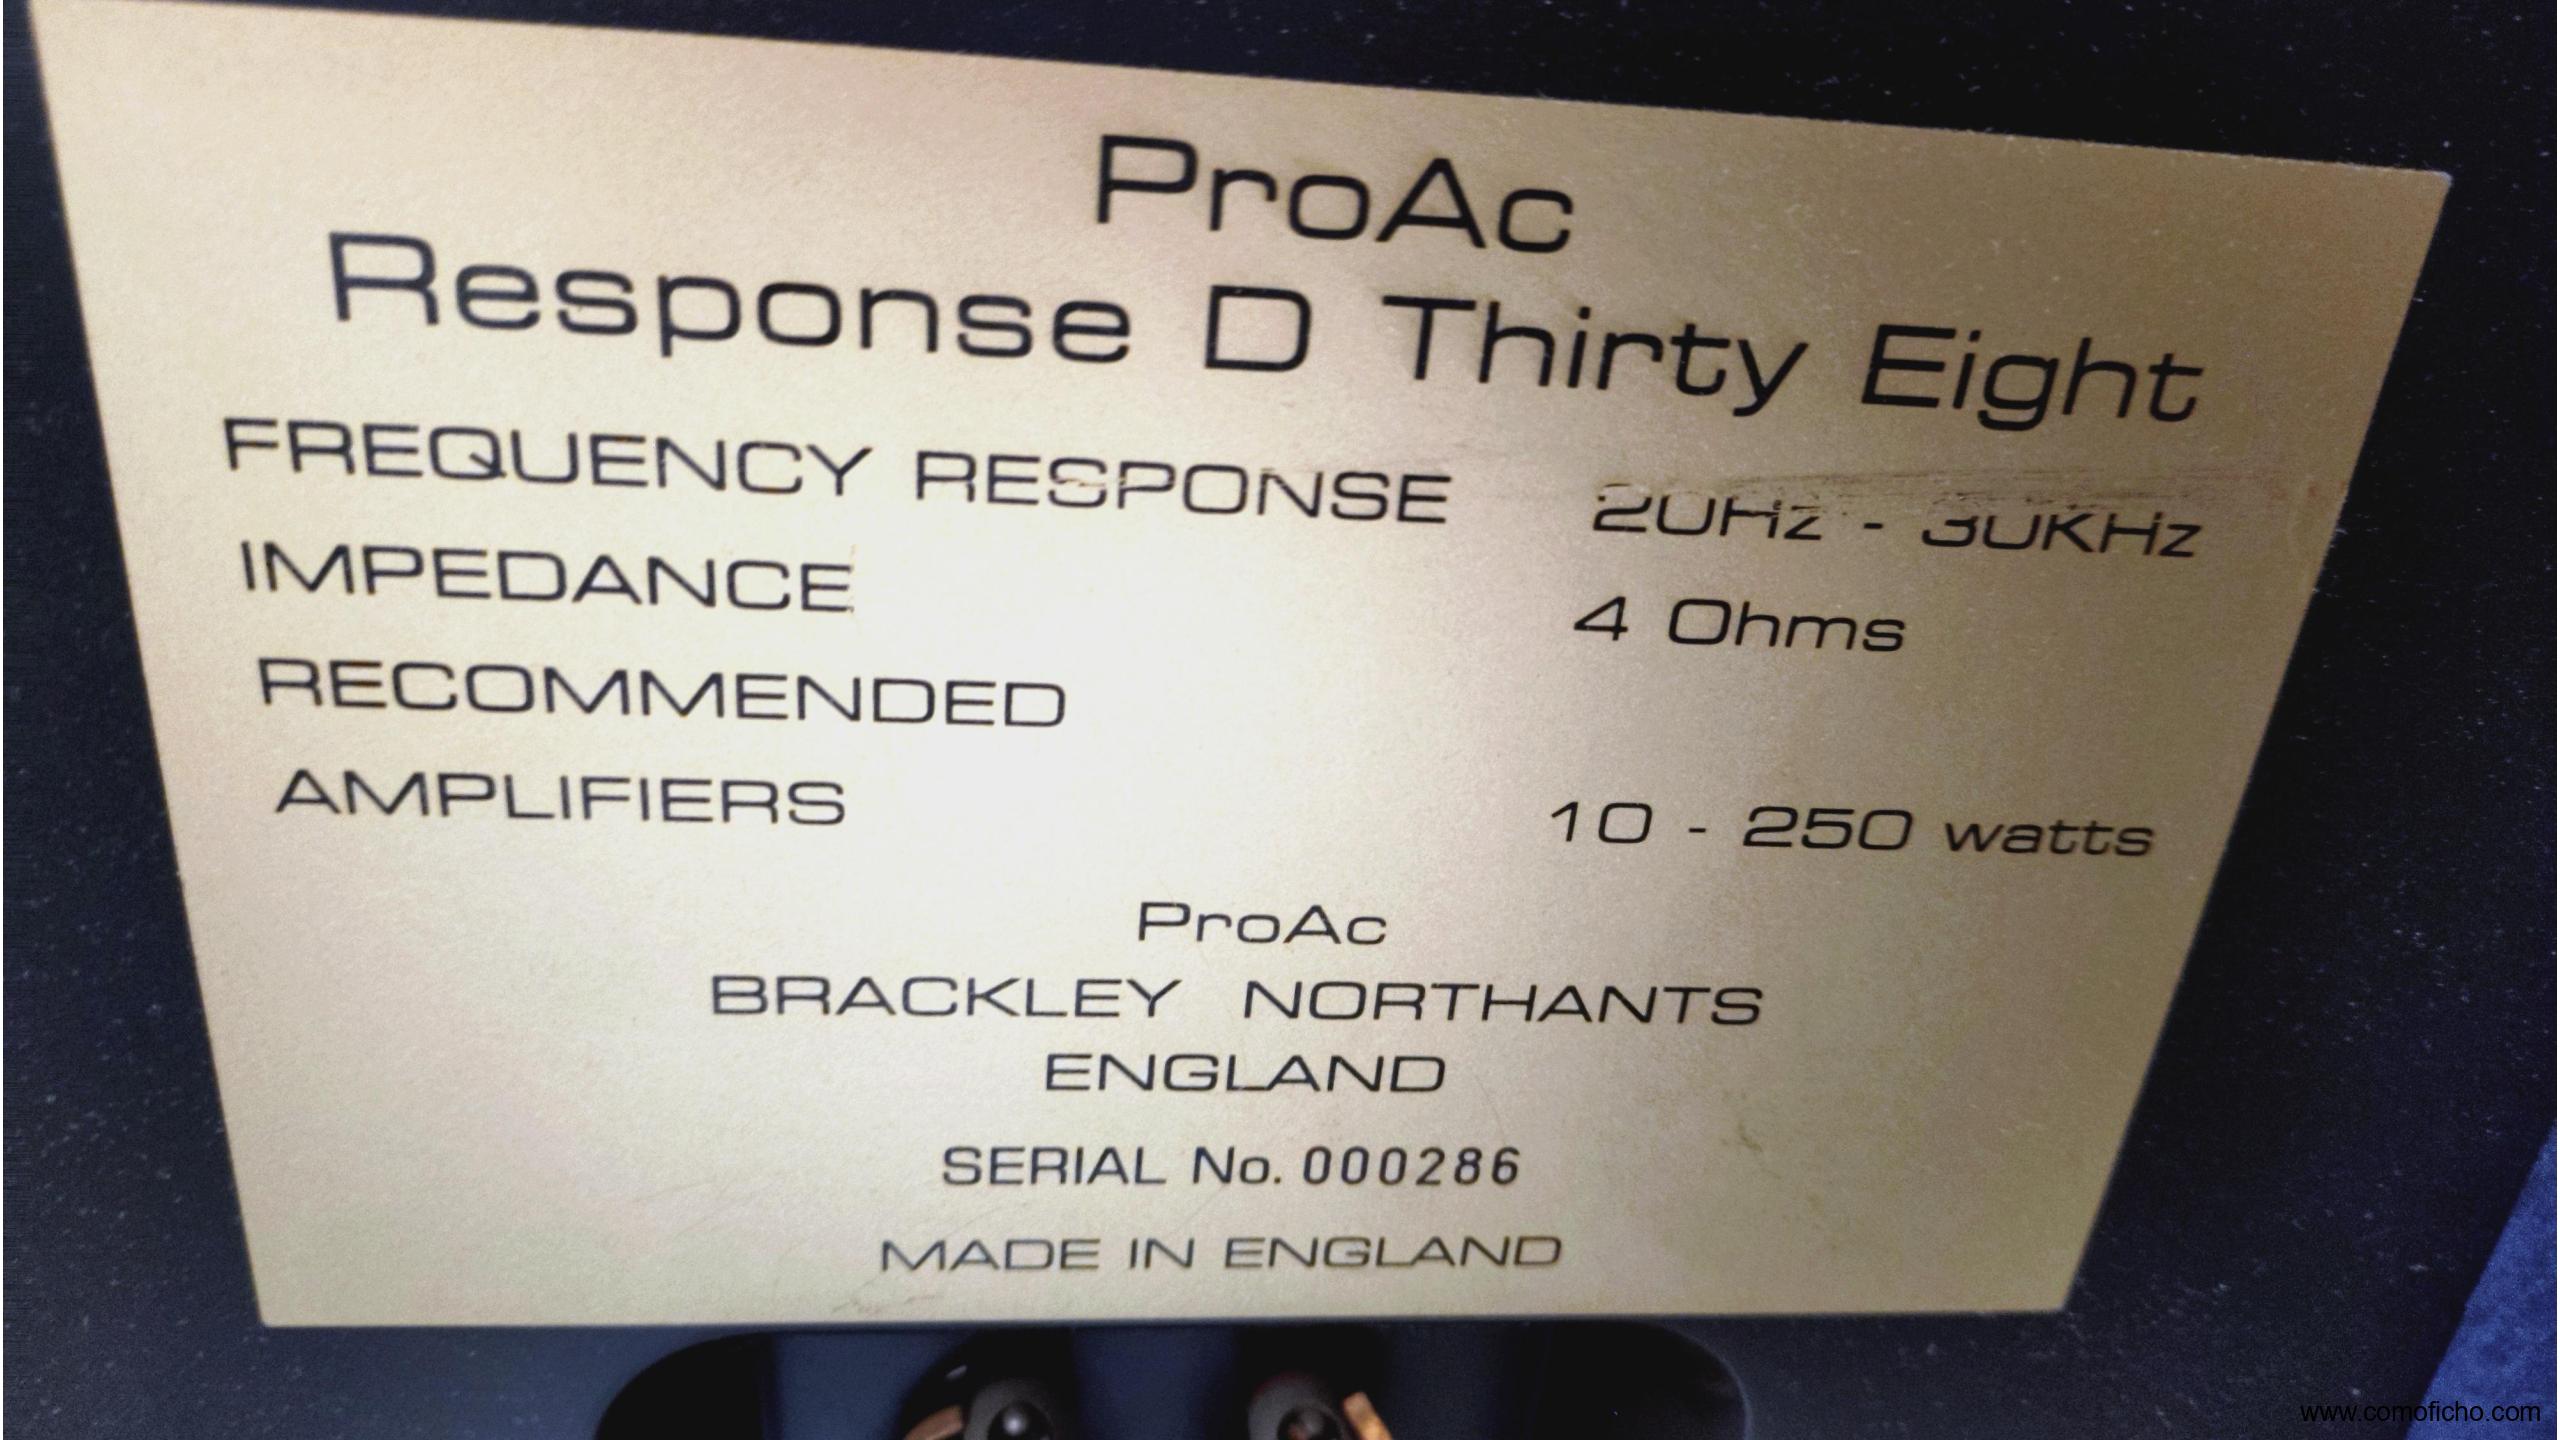 ProAc
Response D Thirty Eight
FREQUENCY RESPONSE 20Hz - 30KHz
IMPEDANCE 4 Ohms
RECOMMENDED
AMPLIFIERS 10 - 250 watts
ProAc
BRACKLEY NORTHANTS
ENGLAND
SERIAL No. 000286
MADE IN ENGLAND
www.comoficho.com